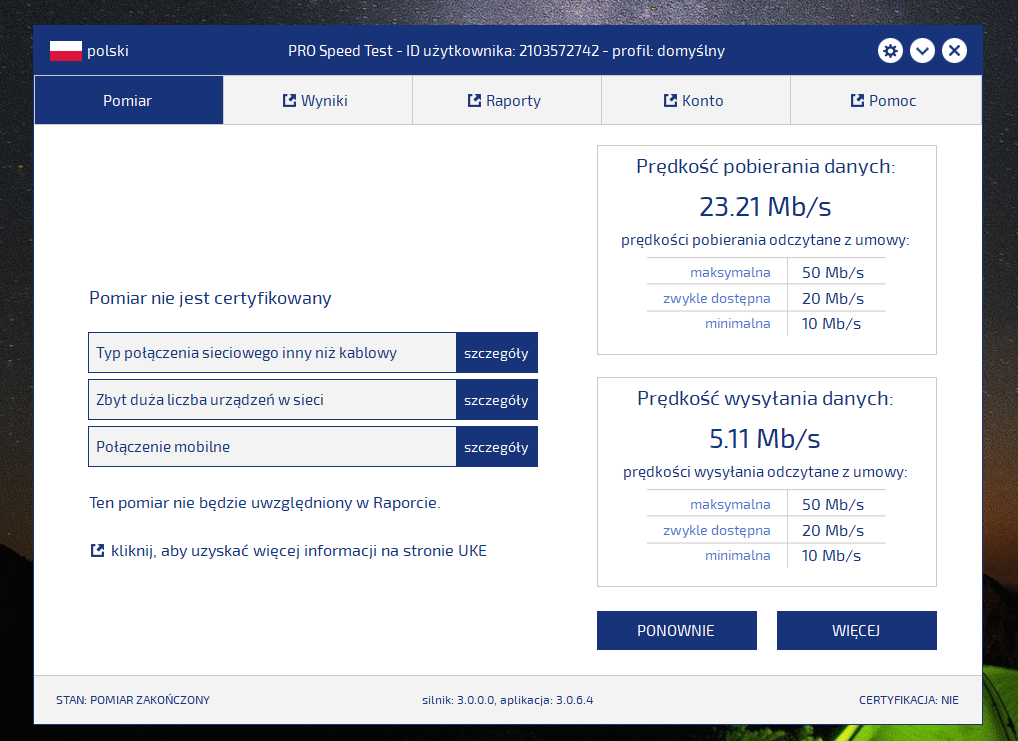 polski
PRO Speed Test - ID użytkownika: 2103572742 - profil: domyślny
Pomiar
Wyniki
Raporty
Konto
Pomoc
Pomiar nie jest certyfikowany
Typ połączenia sieciowego inny niż kablowy szczegóły
Zbyt duża liczba urządzeń w sieci szczegóły
Połączenie mobilne szczegóły
Ten pomiar nie będzie uwzględniony w Raporcie.
kliknij, aby uzyskać więcej informacji na stronie UKE
Prędkość pobierania danych:
23.21 Mb/s
prędkości pobierania odczytane z umowy:
maksymalna 50 Mb/s
zwykle dostępna 20 Mb/s
minimalna 10 Mb/s
Prędkość wysyłania danych:
5.11 Mb/s
prędkości wysyłania odczytane z umowy:
maksymalna 50 Mb/s
zwykle dostępna 20 Mb/s
minimalna 10 Mb/s
PONOWNIE
WIĘCEJ
STAN: POMIAR ZAKOŃCZONY
silnik: 3.0.0.0, aplikacja: 3.0.6.4
CERTYFIKACJA: NIE